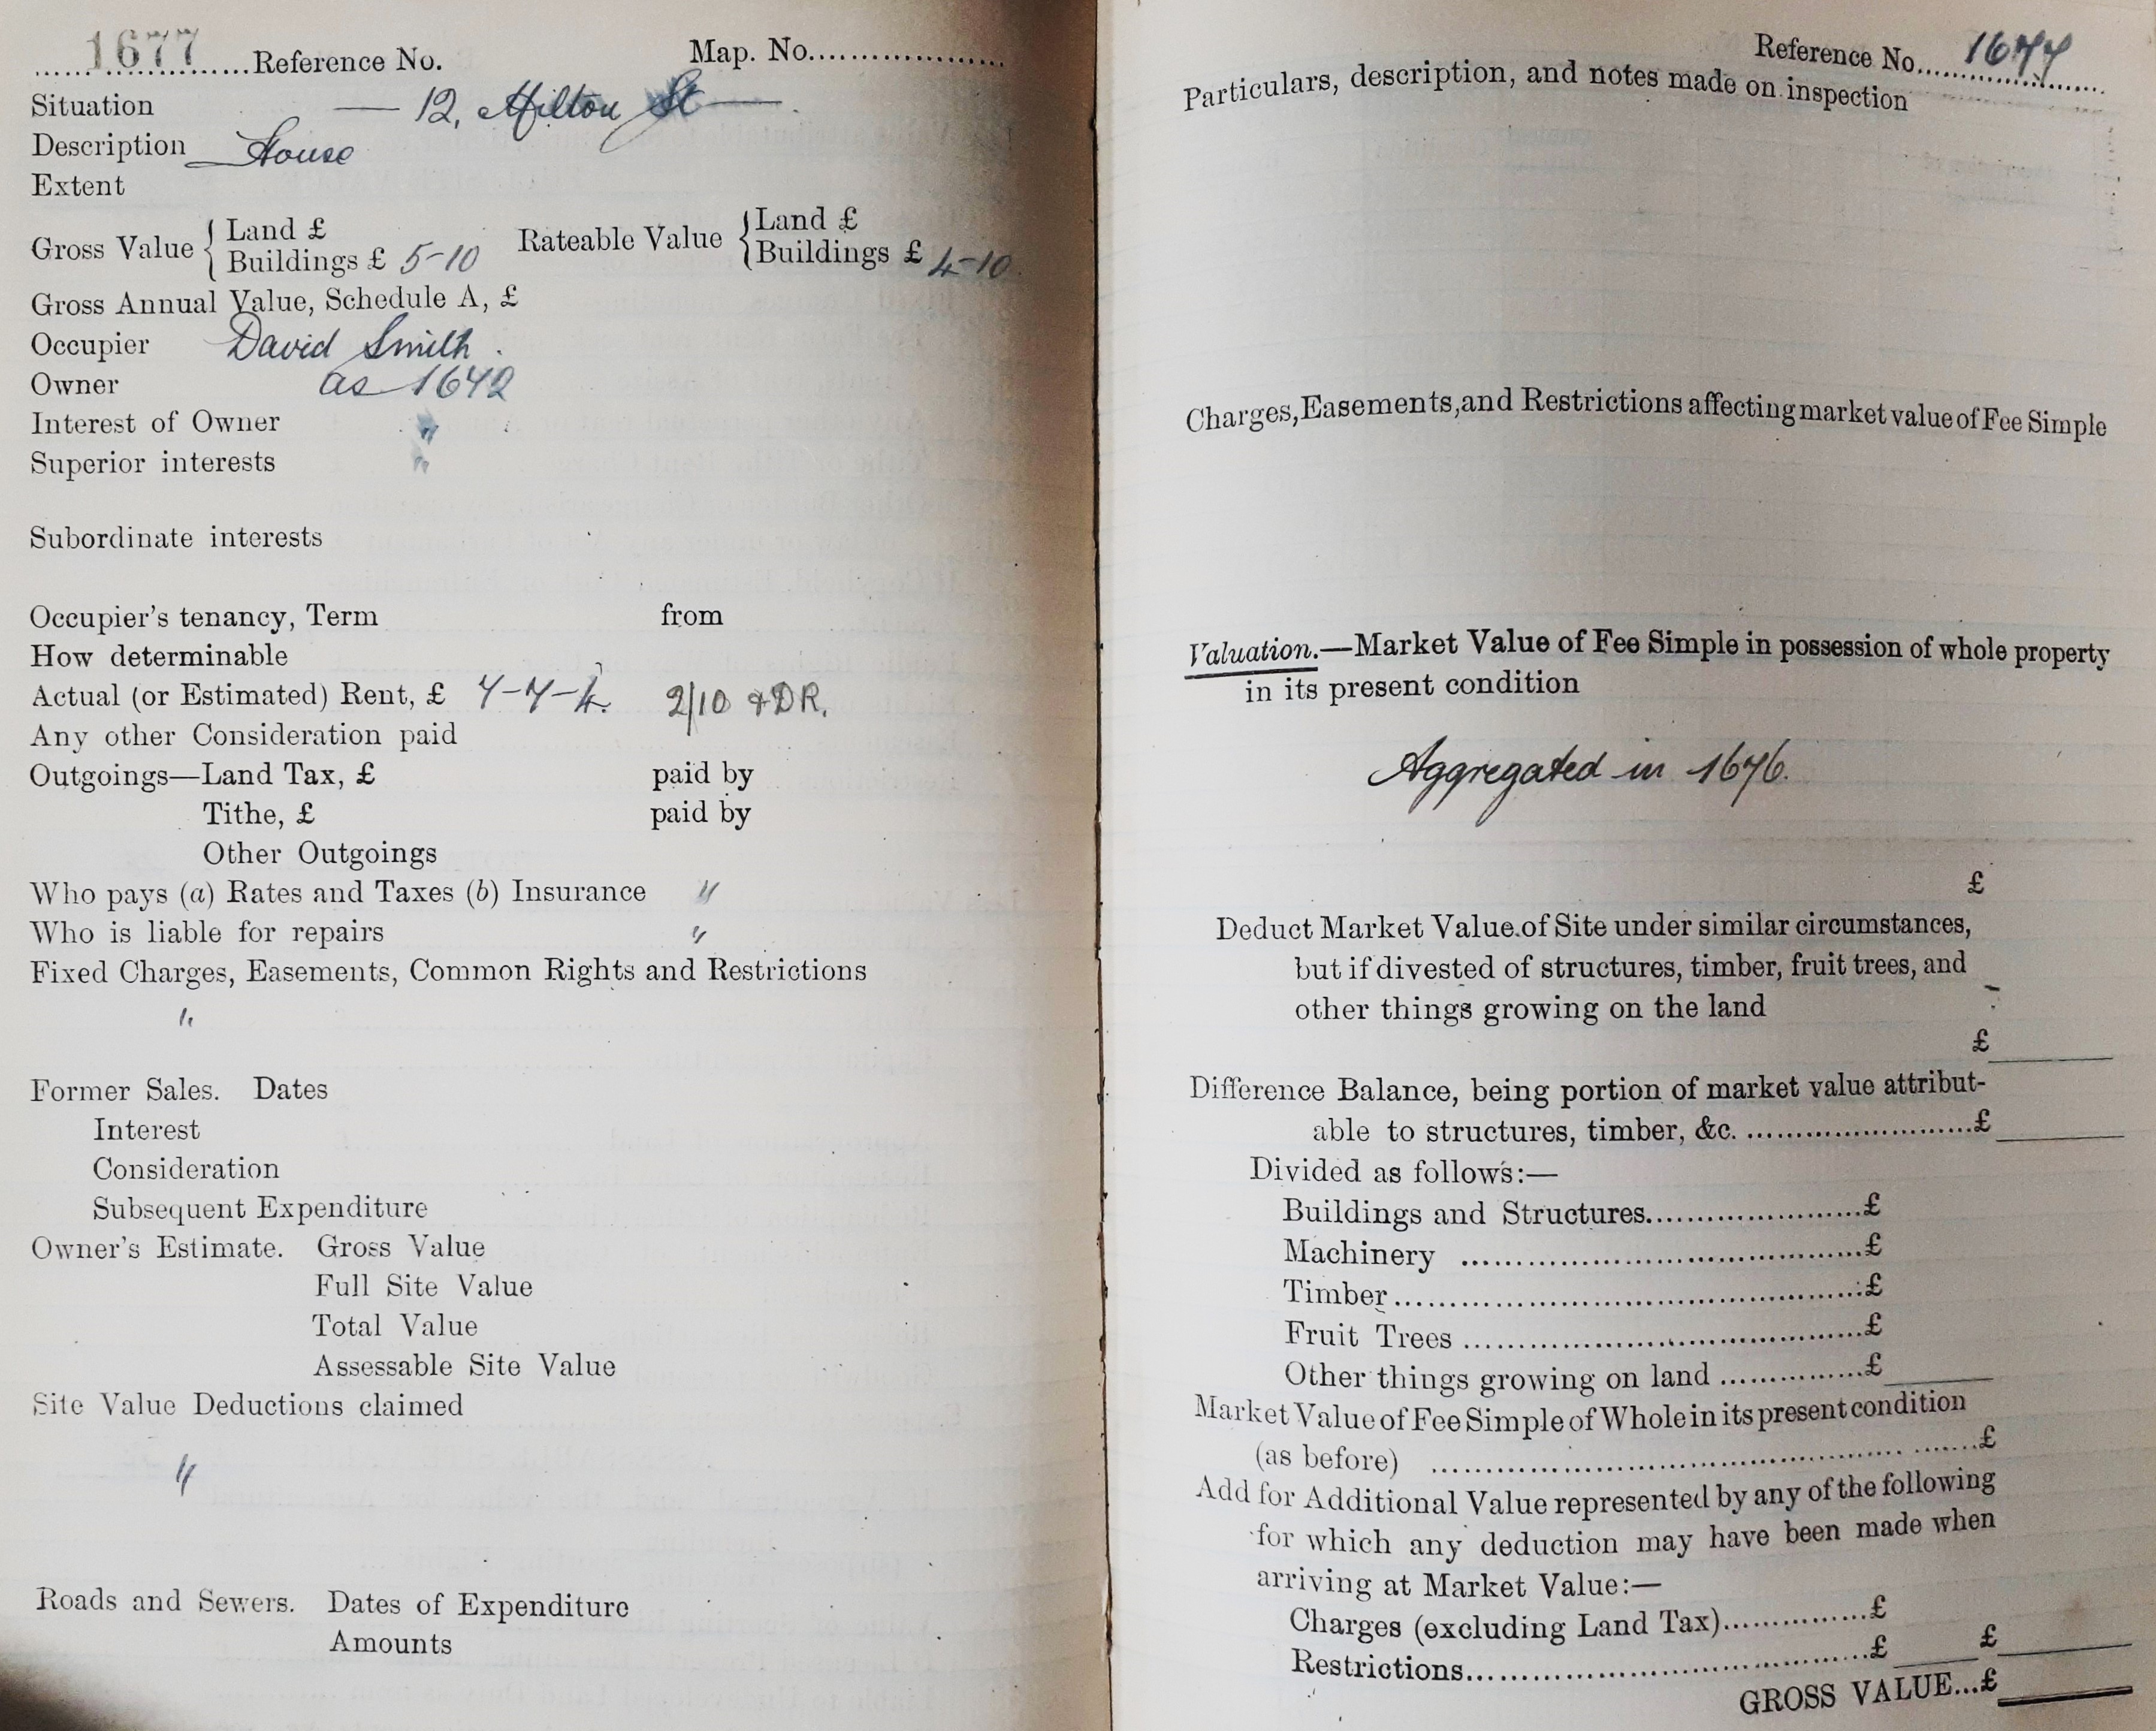 1677 Reference No. Map. No.
Situation — 12, Milton St —
Description House
Extent
Gross Value { Land £ Rateable Value { Land £
Buildings £ 5-10 Buildings £ 4-10
Gross Annual Value, Schedule A, £
Occupier David Smith.
Owner as 1642
Interest of Owner "
Superior interests "
Subordinate interests
Occupier's tenancy, Term from
How determinable
Actual (or Estimated) Rent, £ 7-7-4. 2/10 & DR.
Any other Consideration paid
Outgoings—Land Tax, £ paid by
Tithe, £ paid by
Other Outgoings
Who pays (a) Rates and Taxes (b) Insurance "
Who is liable for repairs "
Fixed Charges, Easements, Common Rights and Restrictions
"
Former Sales. Dates
Interest
Consideration
Subsequent Expenditure
Owner's Estimate. Gross Value
Full Site Value
Total Value
Assessable Site Value
Site Value Deductions claimed
"
Roads and Sewers. Dates of Expenditure
Amounts
Reference No. 1677
Particulars, description, and notes made on inspection
Charges, Easements, and Restrictions affecting market value of Fee Simple
Valuation.—Market Value of Fee Simple in possession of whole property
in its present condition
Aggregated in 1676.
£
Deduct Market Value of Site under similar circumstances,
but if divested of structures, timber, fruit trees, and
other things growing on the land
£
Difference Balance, being portion of market value attribut-
able to structures, timber, &c. £
Divided as follows:—
Buildings and Structures £
Machinery £
Timber £
Fruit Trees £
Other things growing on land £
Market Value of Fee Simple of Whole in its present condition
(as before) £
Add for Additional Value represented by any of the following
for which any deduction may have been made when
arriving at Market Value:—
Charges (excluding Land Tax) £
Restrictions £ £
GROSS VALUE...£